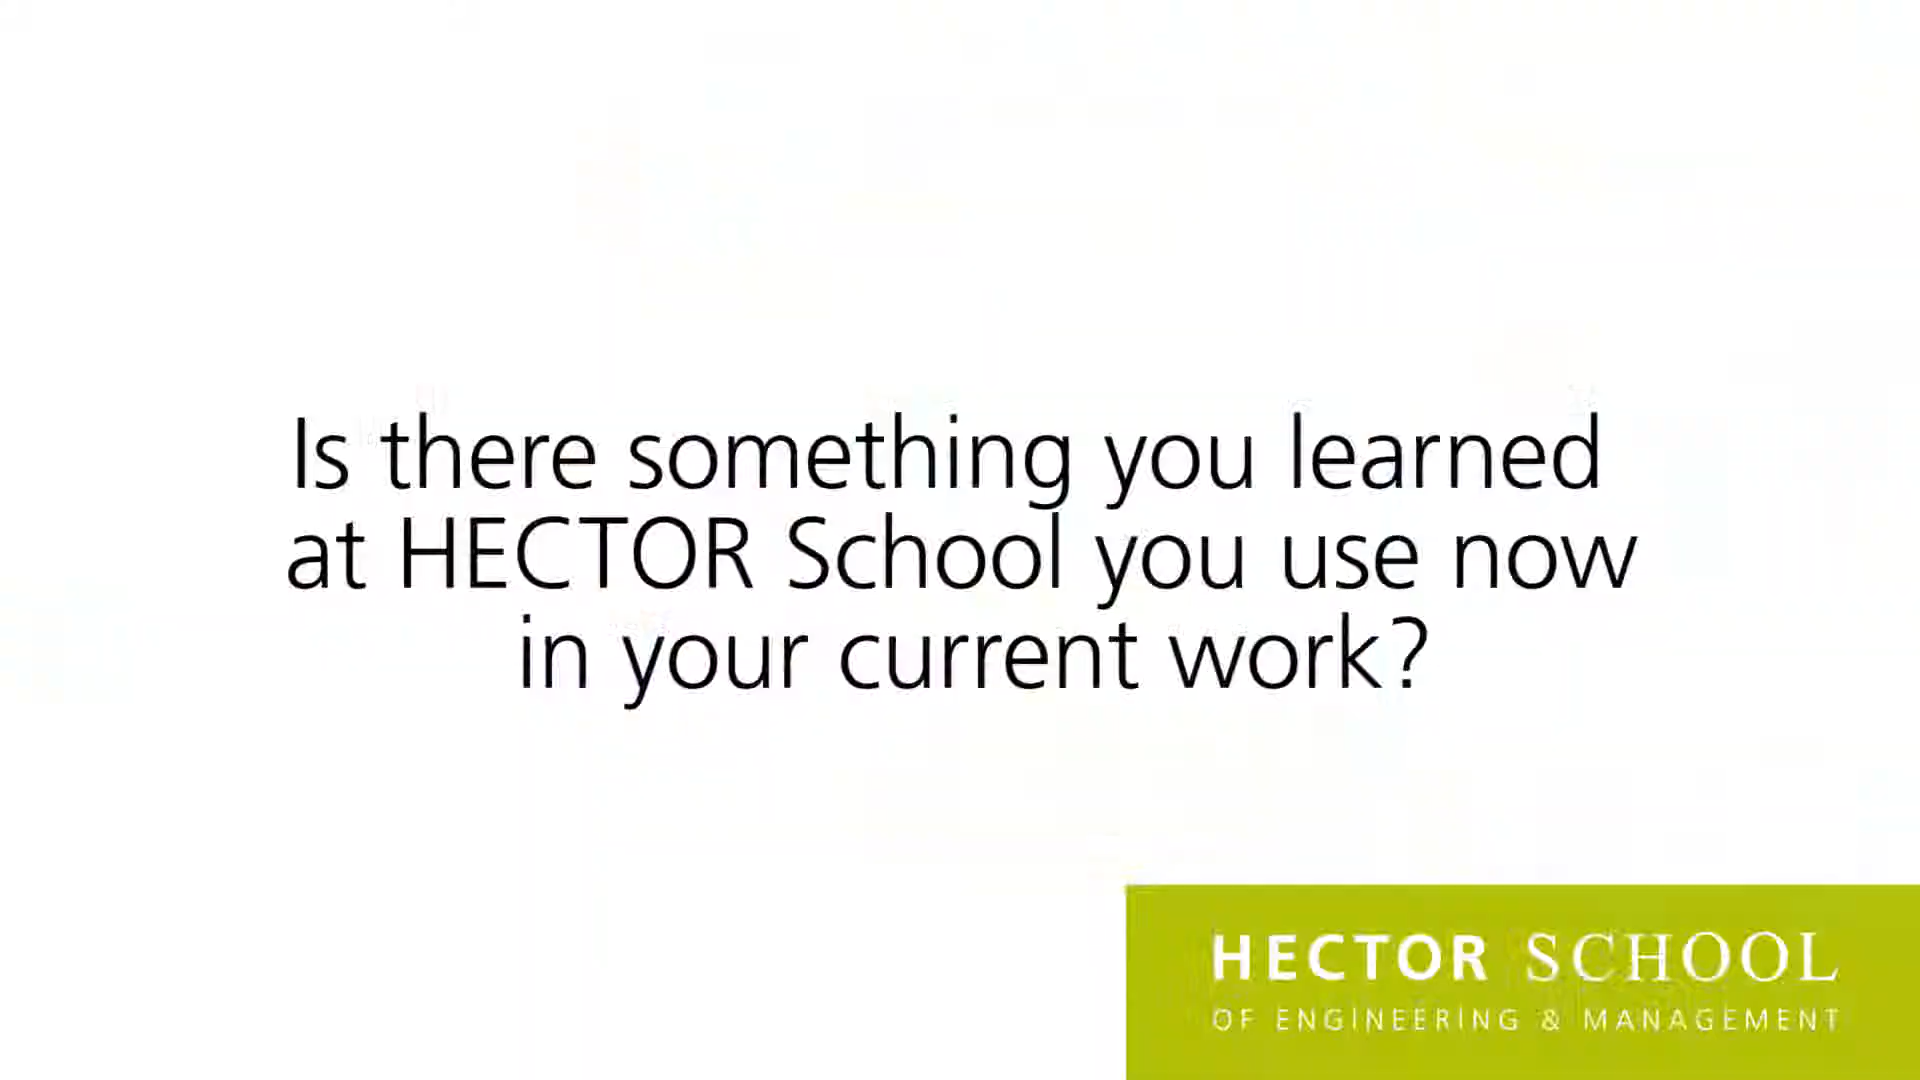 Is there something you learned
at HECTOR School you use now
in your current work?
HECTOR SCHOOL
OF ENGINEERING & MANAGEMENT